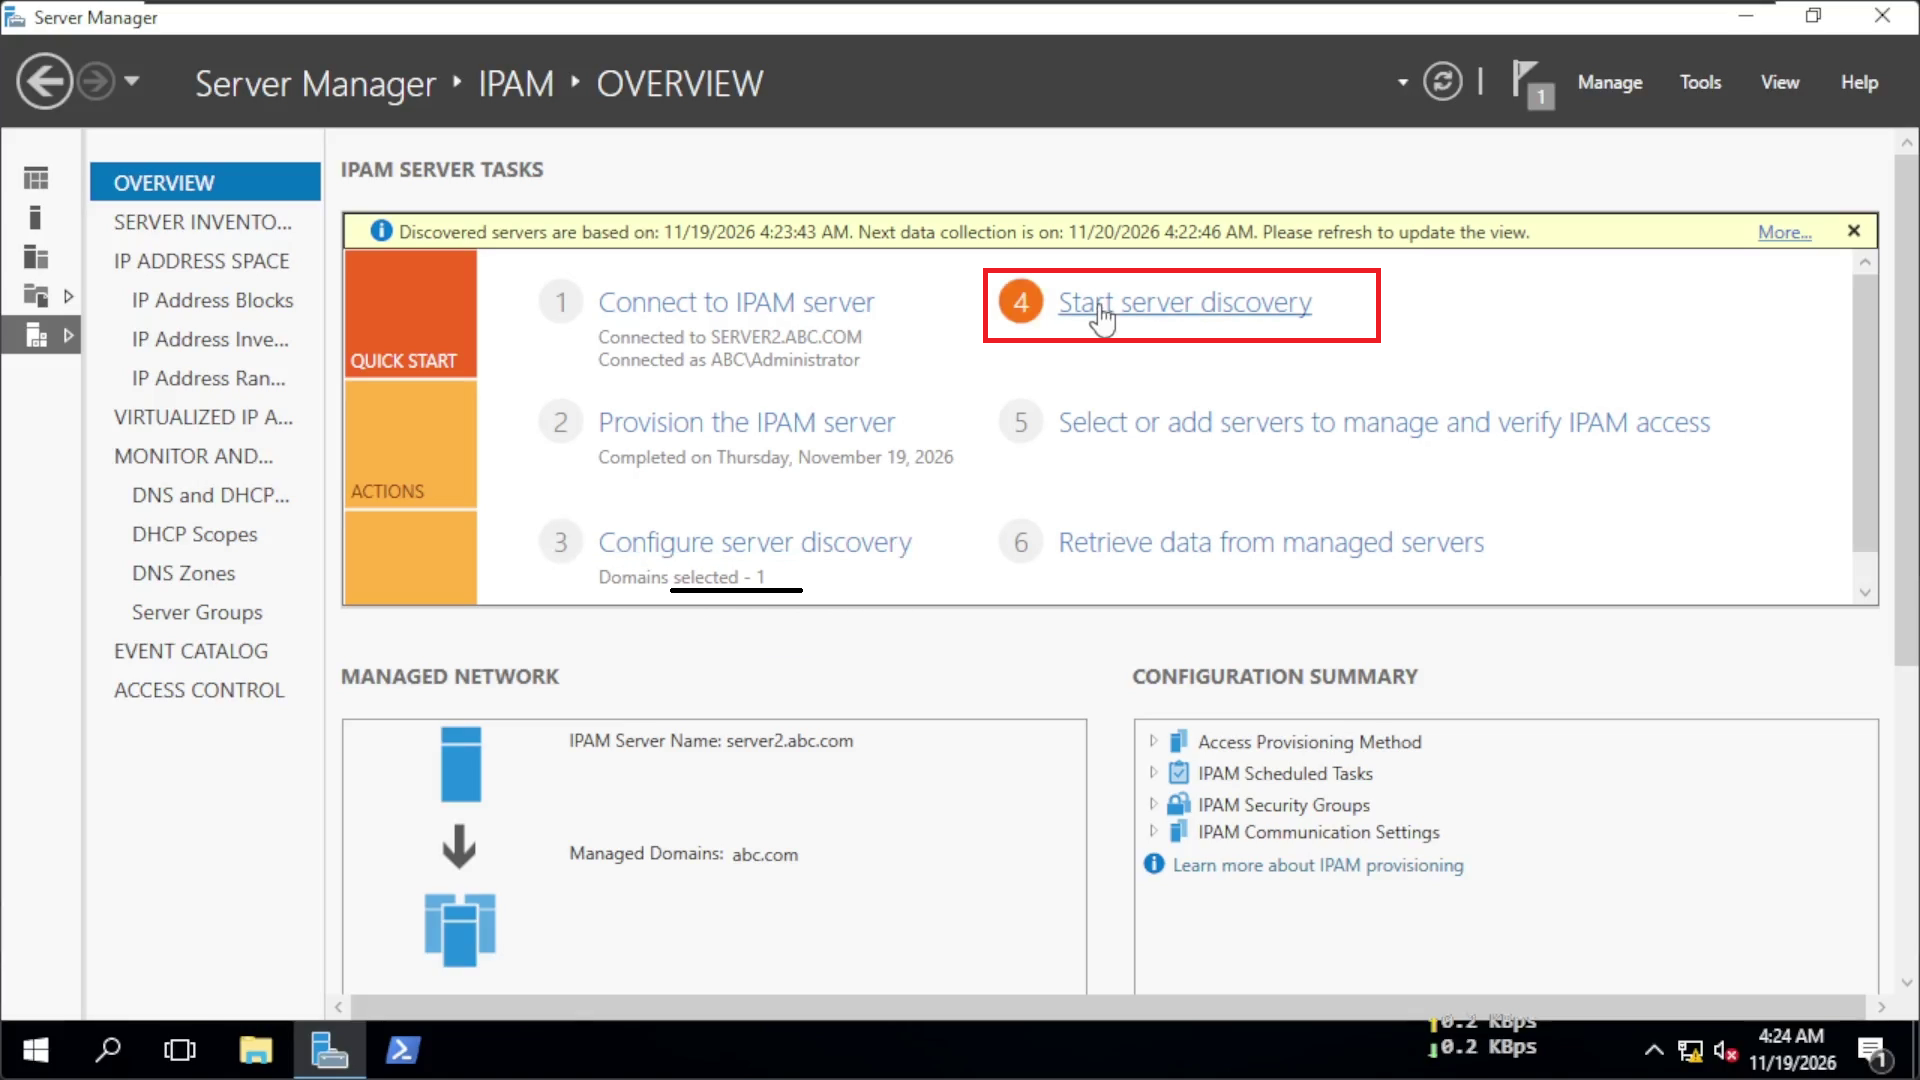 Server Manager
Server Manager ‣ IPAM ‣ OVERVIEW
1
Manage
Tools
View
Help
OVERVIEW
SERVER INVENTO...
IP ADDRESS SPACE
IP Address Blocks
IP Address Inve...
IP Address Ran...
VIRTUALIZED IP A...
MONITOR AND...
DNS and DHCP...
DHCP Scopes
DNS Zones
Server Groups
EVENT CATALOG
ACCESS CONTROL
IPAM SERVER TASKS
Discovered servers are based on: 11/19/2026 4:23:43 AM. Next data collection is on: 11/20/2026 4:22:46 AM. Please refresh to update the view.
More...
QUICK START
ACTIONS
1 Connect to IPAM server
Connected to SERVER2.ABC.COM
Connected as ABC\Administrator
2 Provision the IPAM server
Completed on Thursday, November 19, 2026
3 Configure server discovery
Domains selected - 1
4 Start server discovery
5 Select or add servers to manage and verify IPAM access
6 Retrieve data from managed servers
MANAGED NETWORK
IPAM Server Name: server2.abc.com
Managed Domains: abc.com
CONFIGURATION SUMMARY
Access Provisioning Method
IPAM Scheduled Tasks
IPAM Security Groups
IPAM Communication Settings
Learn more about IPAM provisioning
0.2 KBps
0.2 KBps
4:24 AM
11/19/2026
1